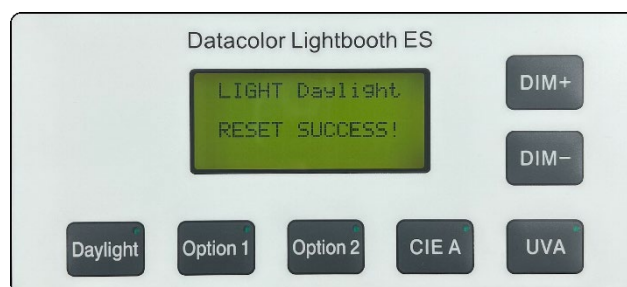 Datacolor Lightbooth ES
LIGHT Daylight
RESET SUCCESS!
DIM+
DIM−
Daylight
Option 1
Option 2
CIE A
UVA